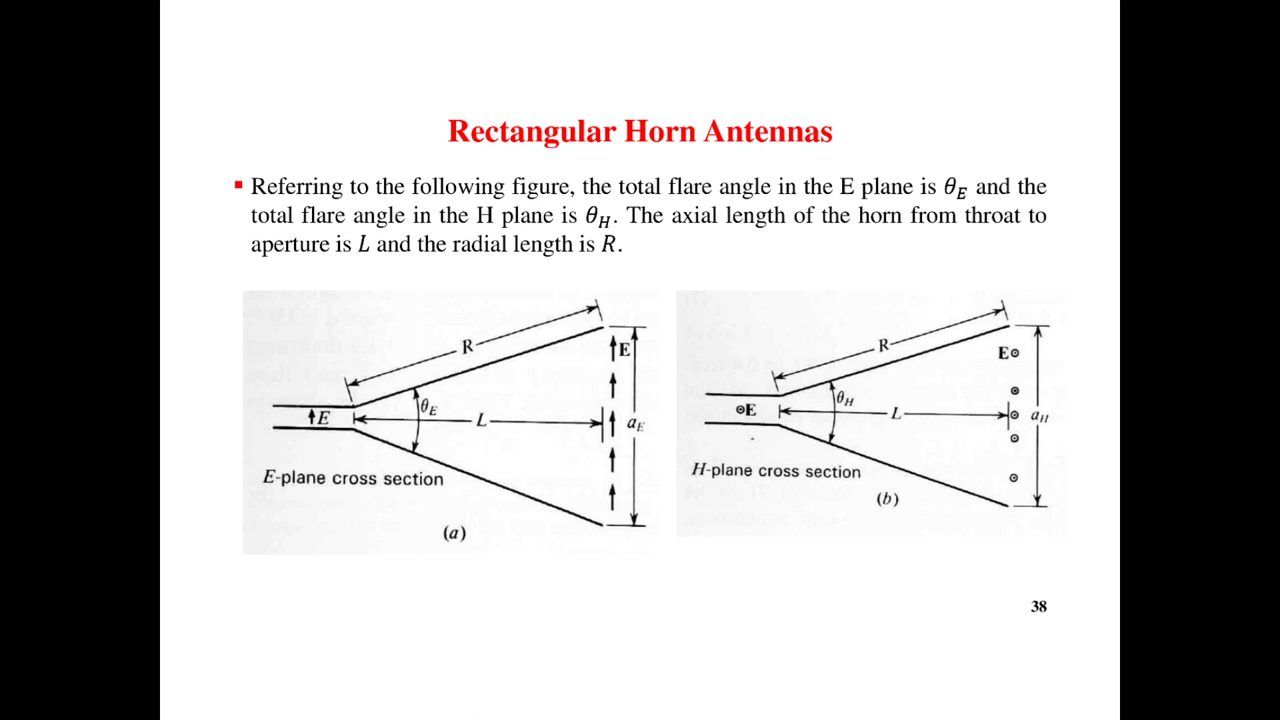 Rectangular Horn Antennas
▪ Referring to the following figure, the total flare angle in the E plane is θ_E and the
total flare angle in the H plane is θ_H. The axial length of the horn from throat to
aperture is L and the radial length is R.
R
E
θ_E
E
L
a_E
E-plane cross section
(a)
R
E
θ_H
E
L
a_H
H-plane cross section
(b)
38